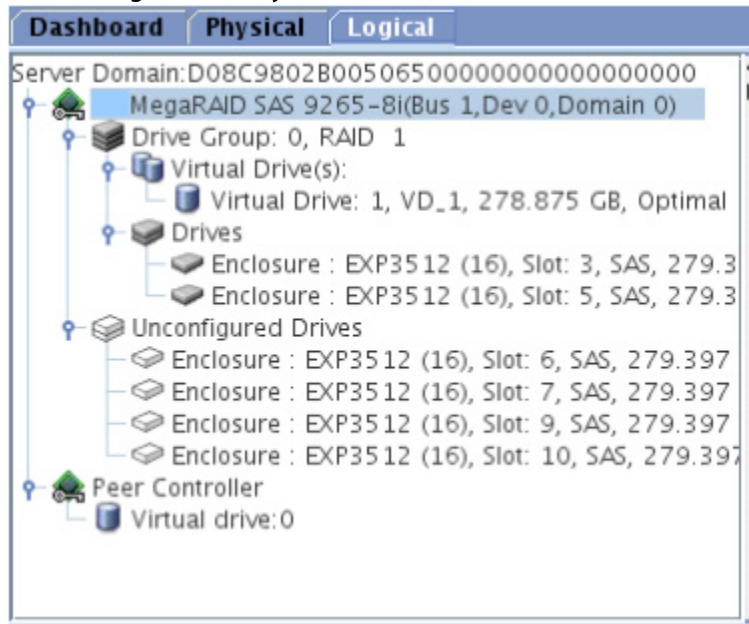 Dashboard Physical Logical
Server Domain:D08C9802B00506500000000000000000
MegaRAID SAS 9265-8i(Bus 1,Dev 0,Domain 0)
Drive Group: 0, RAID 1
Virtual Drive(s):
Virtual Drive: 1, VD_1, 278.875 GB, Optimal
Drives
Enclosure : EXP3512 (16), Slot: 3, SAS, 279.3
Enclosure : EXP3512 (16), Slot: 5, SAS, 279.3
Unconfigured Drives
Enclosure : EXP3512 (16), Slot: 6, SAS, 279.397
Enclosure : EXP3512 (16), Slot: 7, SAS, 279.397
Enclosure : EXP3512 (16), Slot: 9, SAS, 279.397
Enclosure : EXP3512 (16), Slot: 10, SAS, 279.397
Peer Controller
Virtual drive:0